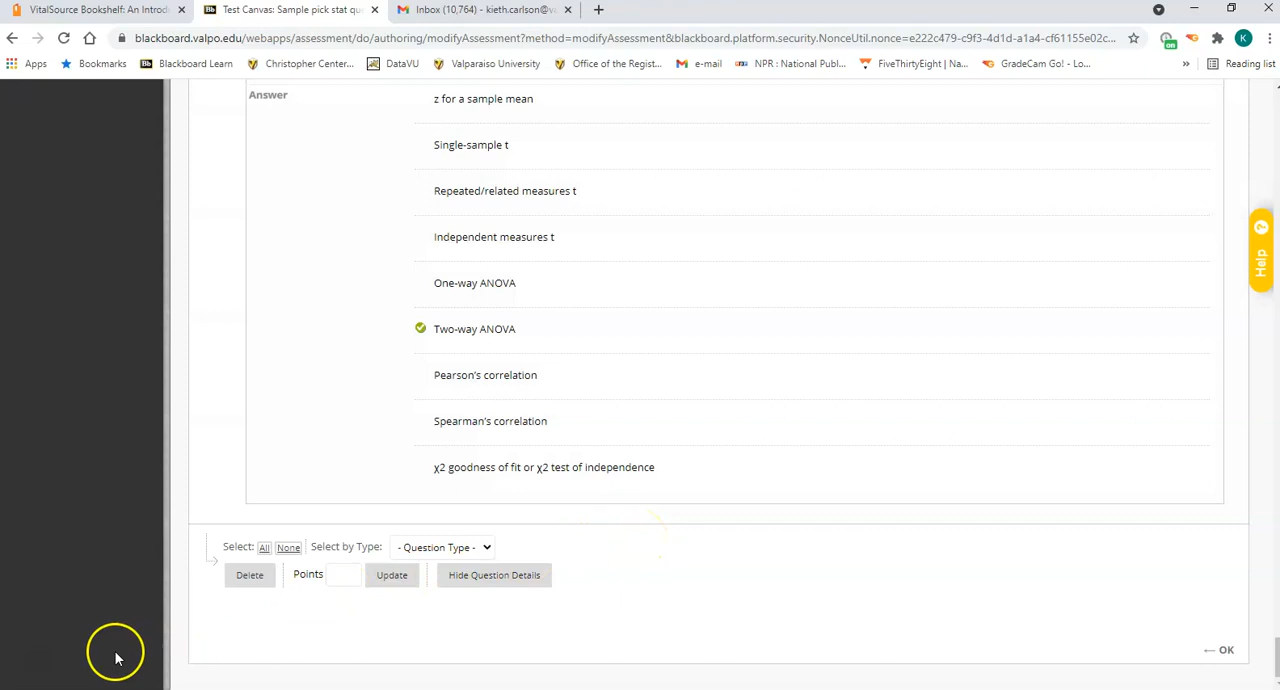 VitalSource Bookshelf: An Introd
Test Canvas: Sample pick stat que
Inbox (10,764) - kieth.carlson@va
blackboard.valpo.edu/webapps/assessment/do/authoring/modifyAssessment?method=modifyAssessment&blackboard.platform.security.NonceUtil.nonce=e222c479-c9f3-4d1d-a1a4-cf61155e02c...
K
Apps
Bookmarks
Bb Blackboard Learn
Christopher Center...
DataVU
Valparaiso University
Office of the Regist...
e-mail
NPR : National Publ...
FiveThirtyEight | Na...
GradeCam Go! - Lo...
»
Reading list
Answer
z for a sample mean
Single-sample t
Repeated/related measures t
Independent measures t
One-way ANOVA
Two-way ANOVA
Pearson's correlation
Spearman's correlation
χ2 goodness of fit or χ2 test of independence
Help
Select: All None Select by Type: - Question Type -
Delete Points Update Hide Question Details
← OK